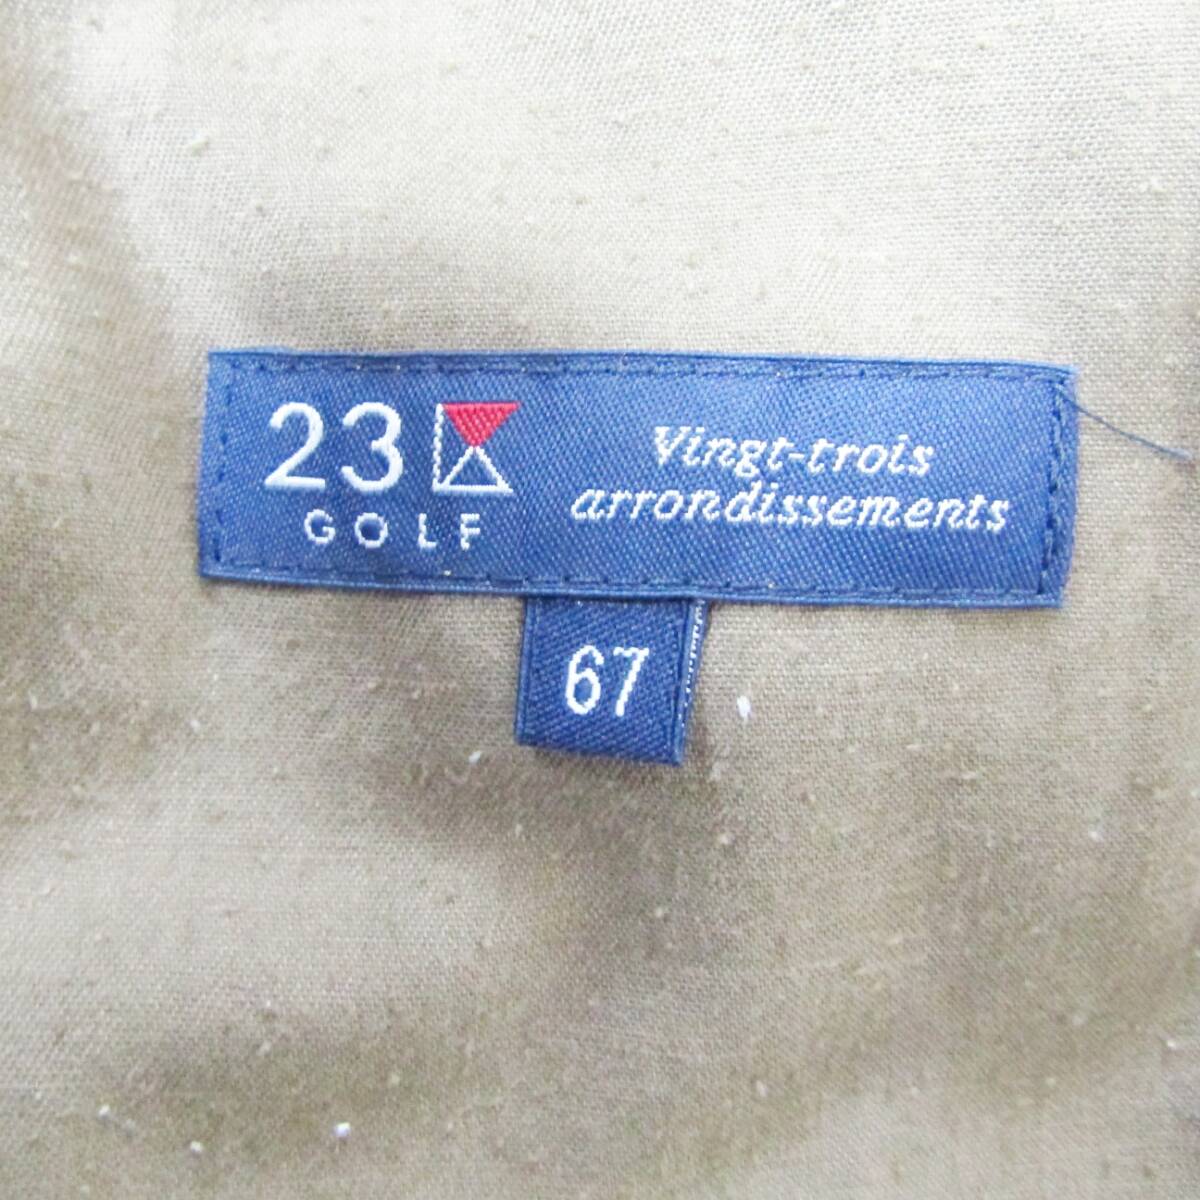 23
GOLF
Vingt-trois
arrondissements
67